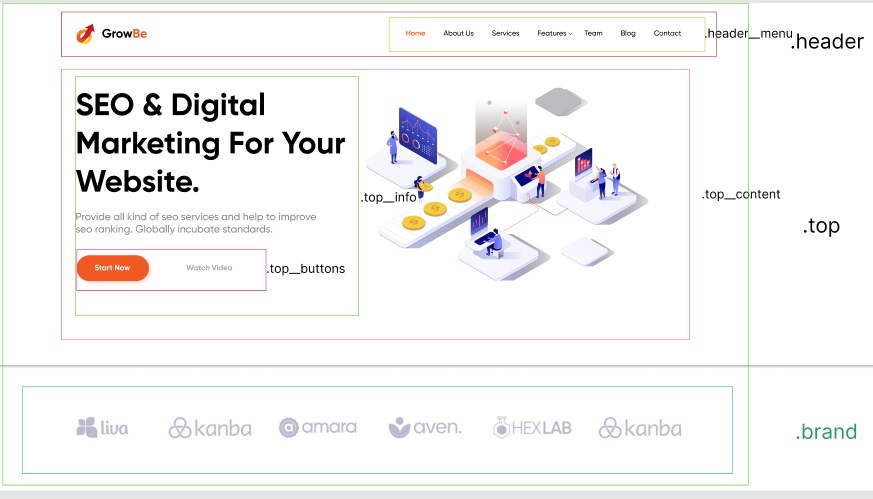 GrowBe
Home About Us Services Features Team Blog Contact
.header__menu
.header
SEO & Digital
Marketing For Your
Website.
.top__info
.top__content
Provide all kind of seo services and help to improve
seo ranking. Globally incubate standards.
.top
Start Now Watch Video
.top__buttons
liva kanba amara aven. HEXLAB kanba
.brand